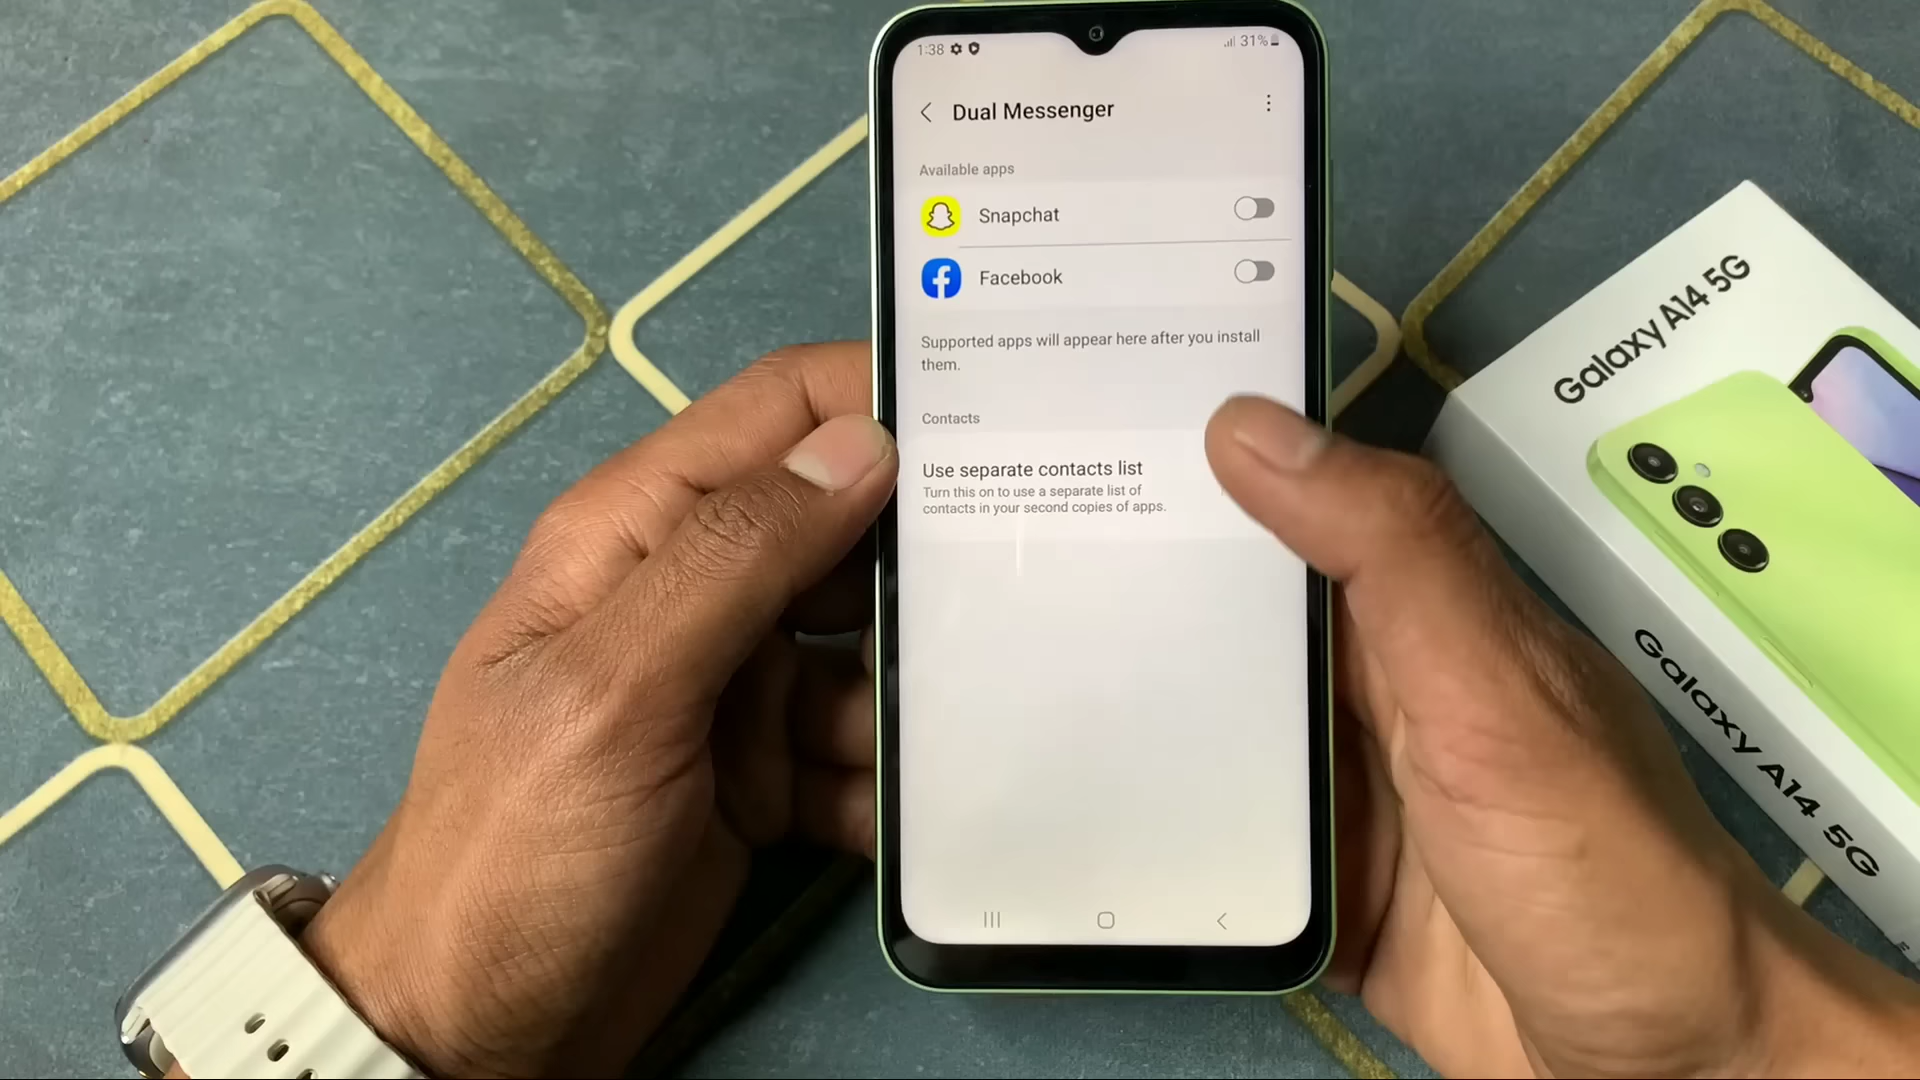 1:38
31%
Dual Messenger
Available apps
Snapchat
Facebook
Supported apps will appear here after you install
them.
Contacts
Use separate contacts list
Turn this on to use a separate list of
contacts in your second copies of apps.
Galaxy A14 5G
Galaxy A14 5G